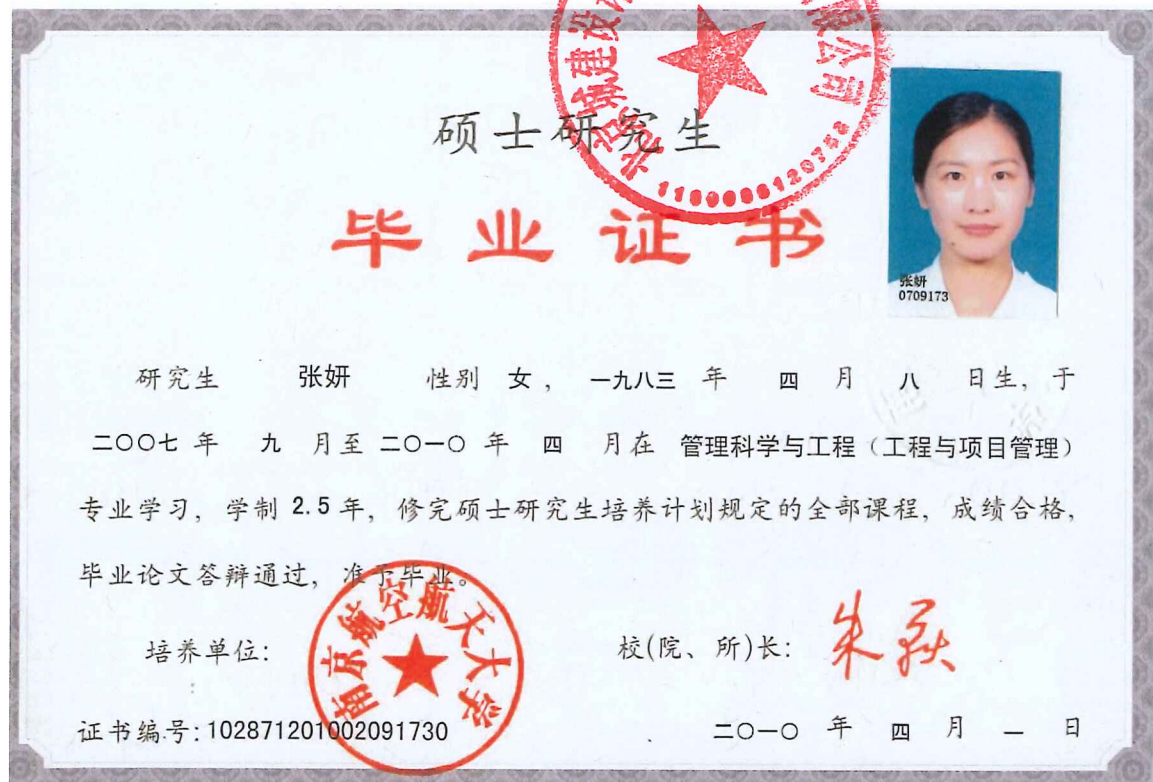 硕士研究生
毕业证书
张妍
0709173
研究生 张妍 性别 女，一九八三 年 四 月 八 日生，于
二〇〇七 年 九 月至 二〇一〇 年 四 月在 管理科学与工程（工程与项目管理）
专业学习，学制 2.5 年，修完硕士研究生培养计划规定的全部课程，成绩合格，
毕业论文答辩通过，准予毕业。
培养单位：
南京航空航天大学
校(院、所)长：
证书编号：102871201002091730
二〇一〇 年 四 月 一 日